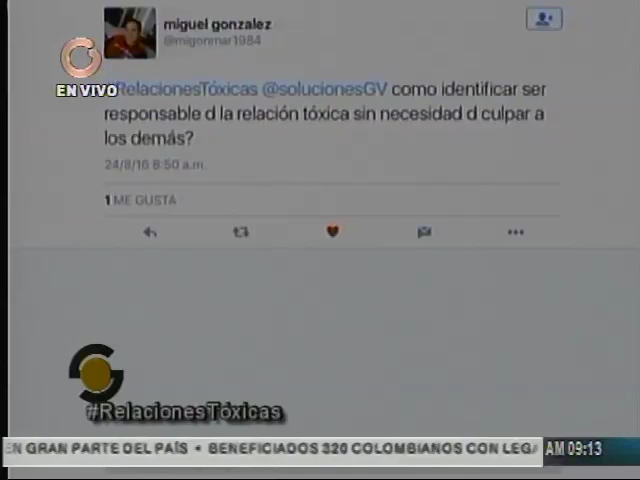 miguel gonzalez
@migonmar1984
EN VIVO
#RelacionesTóxicas @solucionesGV como identificar ser
responsable d la relación tóxica sin necesidad d culpar a
los demás?
24/8/16 8:50 a.m.
1 ME GUSTA
#RelacionesTóxicas
EN GRAN PARTE DEL PAÍS • BENEFICIADOS 320 COLOMBIANOS CON LEGA
AM 09:13